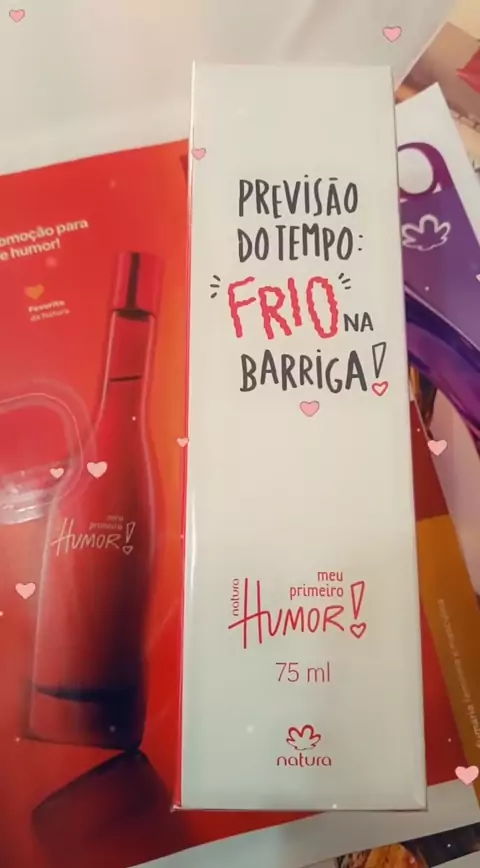 omoção para
e humor!
Favorito
da Natura
meu
primeiro
HUMOR!
PREVISÃO
DO TEMPO:
FRIO NA
BARRIGA!
natura
meu
primeiro
HUMOR!
75 ml
natura